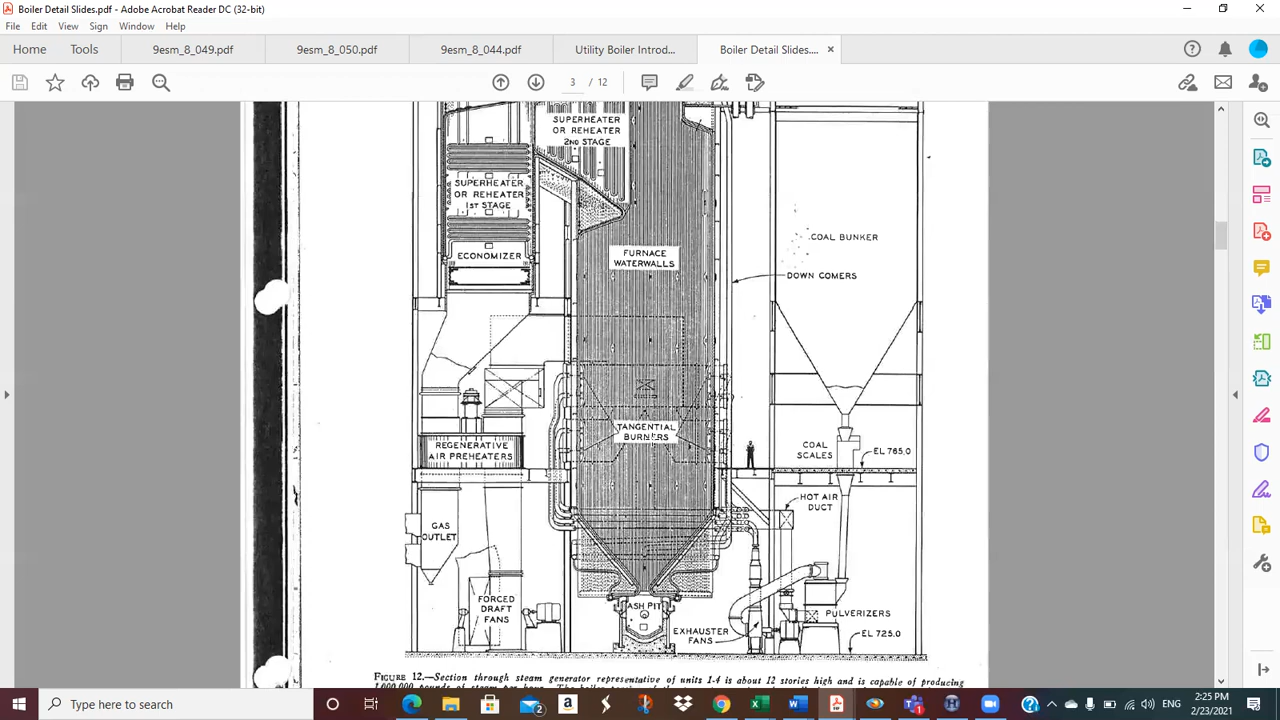 Boiler Detail Slides.pdf - Adobe Acrobat Reader DC (32-bit)
File Edit View Sign Window Help
Home Tools 9esm_8_049.pdf 9esm_8_050.pdf 9esm_8_044.pdf Utility Boiler Introd... Boiler Detail Slides....
3 / 12
SUPERHEATER
OR REHEATER
2ND STAGE
SUPERHEATER
OR REHEATER
1ST STAGE
ECONOMIZER
FURNACE
WATERWALLS
COAL BUNKER
DOWN COMERS
TANGENTIAL
BURNERS
REGENERATIVE
AIR PREHEATERS
COAL
SCALES
EL 765.0
HOT AIR
DUCT
GAS
OUTLET
FORCED
DRAFT
FANS
ASH PIT
EXHAUSTER
FANS
PULVERIZERS
EL 725.0
FIGURE 12.—Section through steam generator representative of units 1-4 is about 12 stories high and is capable of producing
Type here to search
2
ENG
2:25 PM
2/23/2021